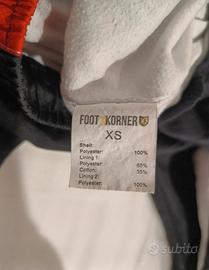 FOOT KORNER
XS
Shell:
Polyester: 100%
Lining 1:
Polyester: 65%
Cotton: 35%
Lining 2:
Polyester: 100%
subito